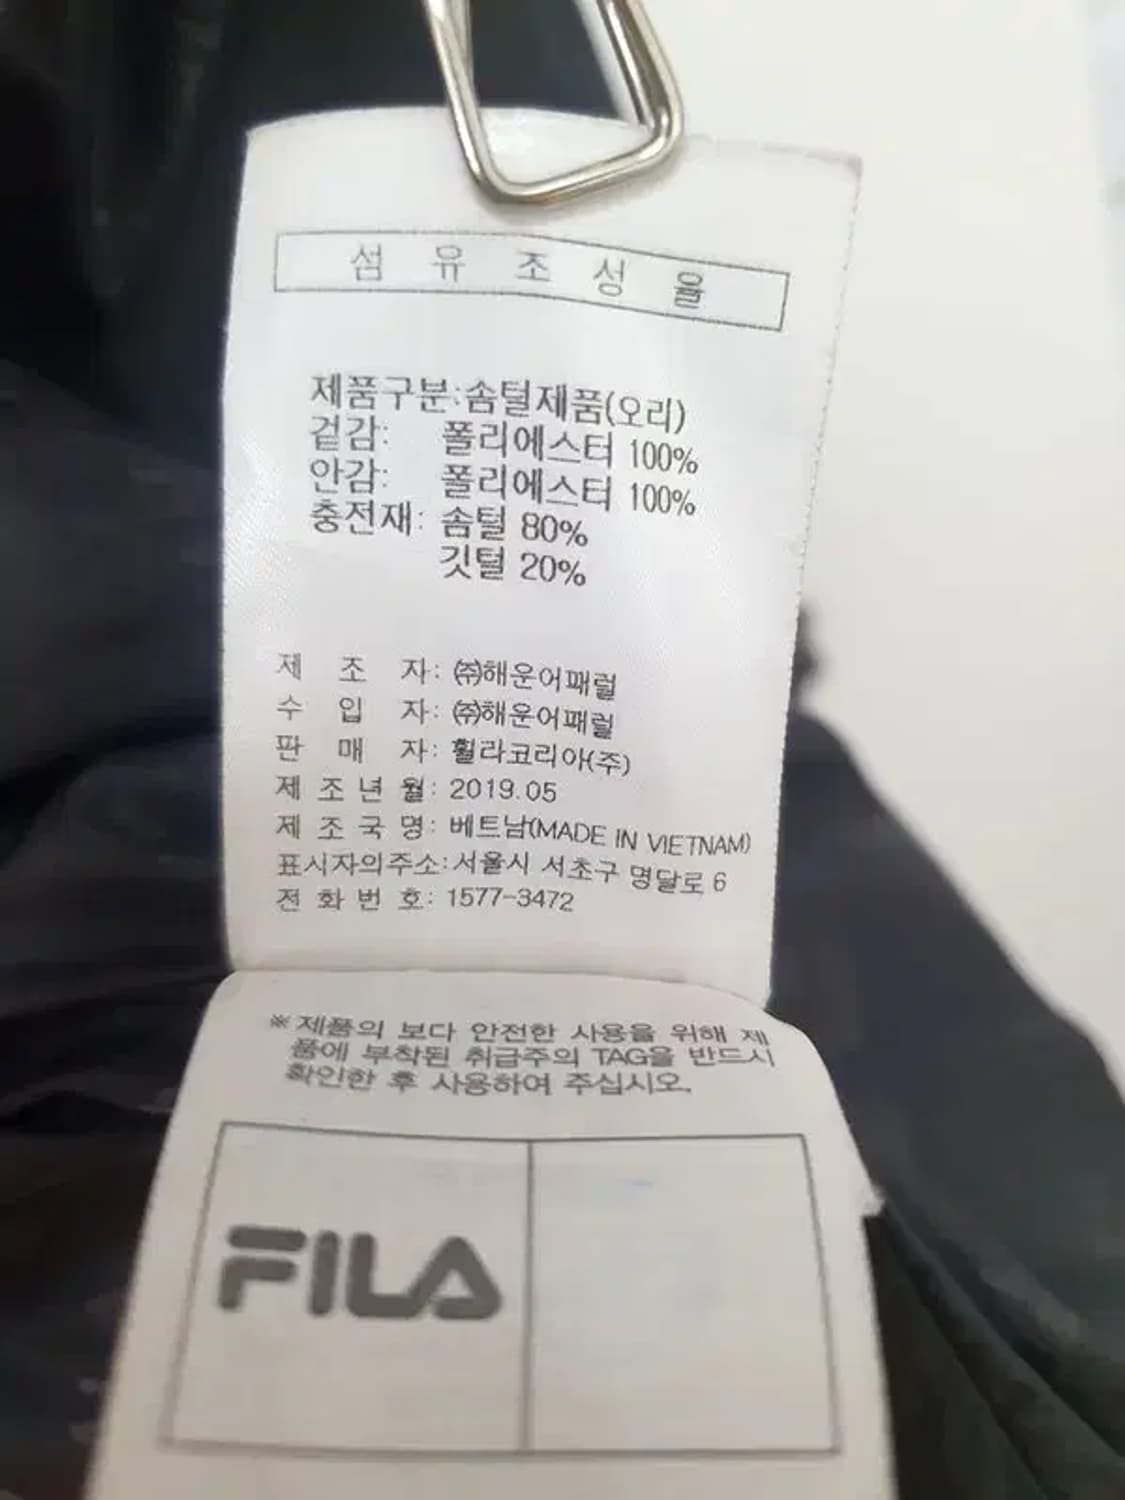 섬 유 조 성 율
제품구분:솜털제품(오리)
겉감: 폴리에스터 100%
안감: 폴리에스터 100%
충전재: 솜털 80%
깃털 20%
제 조 자: ㈜해운어패럴
수 입 자: ㈜해운어패럴
판 매 자: 휠라코리아(주)
제 조 년 월: 2019.05
제 조 국 명: 베트남(MADE IN VIETNAM)
표시자의주소:서울시 서초구 명달로 6
전 화 번 호: 1577-3472
※제품의 보다 안전한 사용을 위해 제
품에 부착된 취급주의 TAG을 반드시
확인한 후 사용하여 주십시오.
FILA